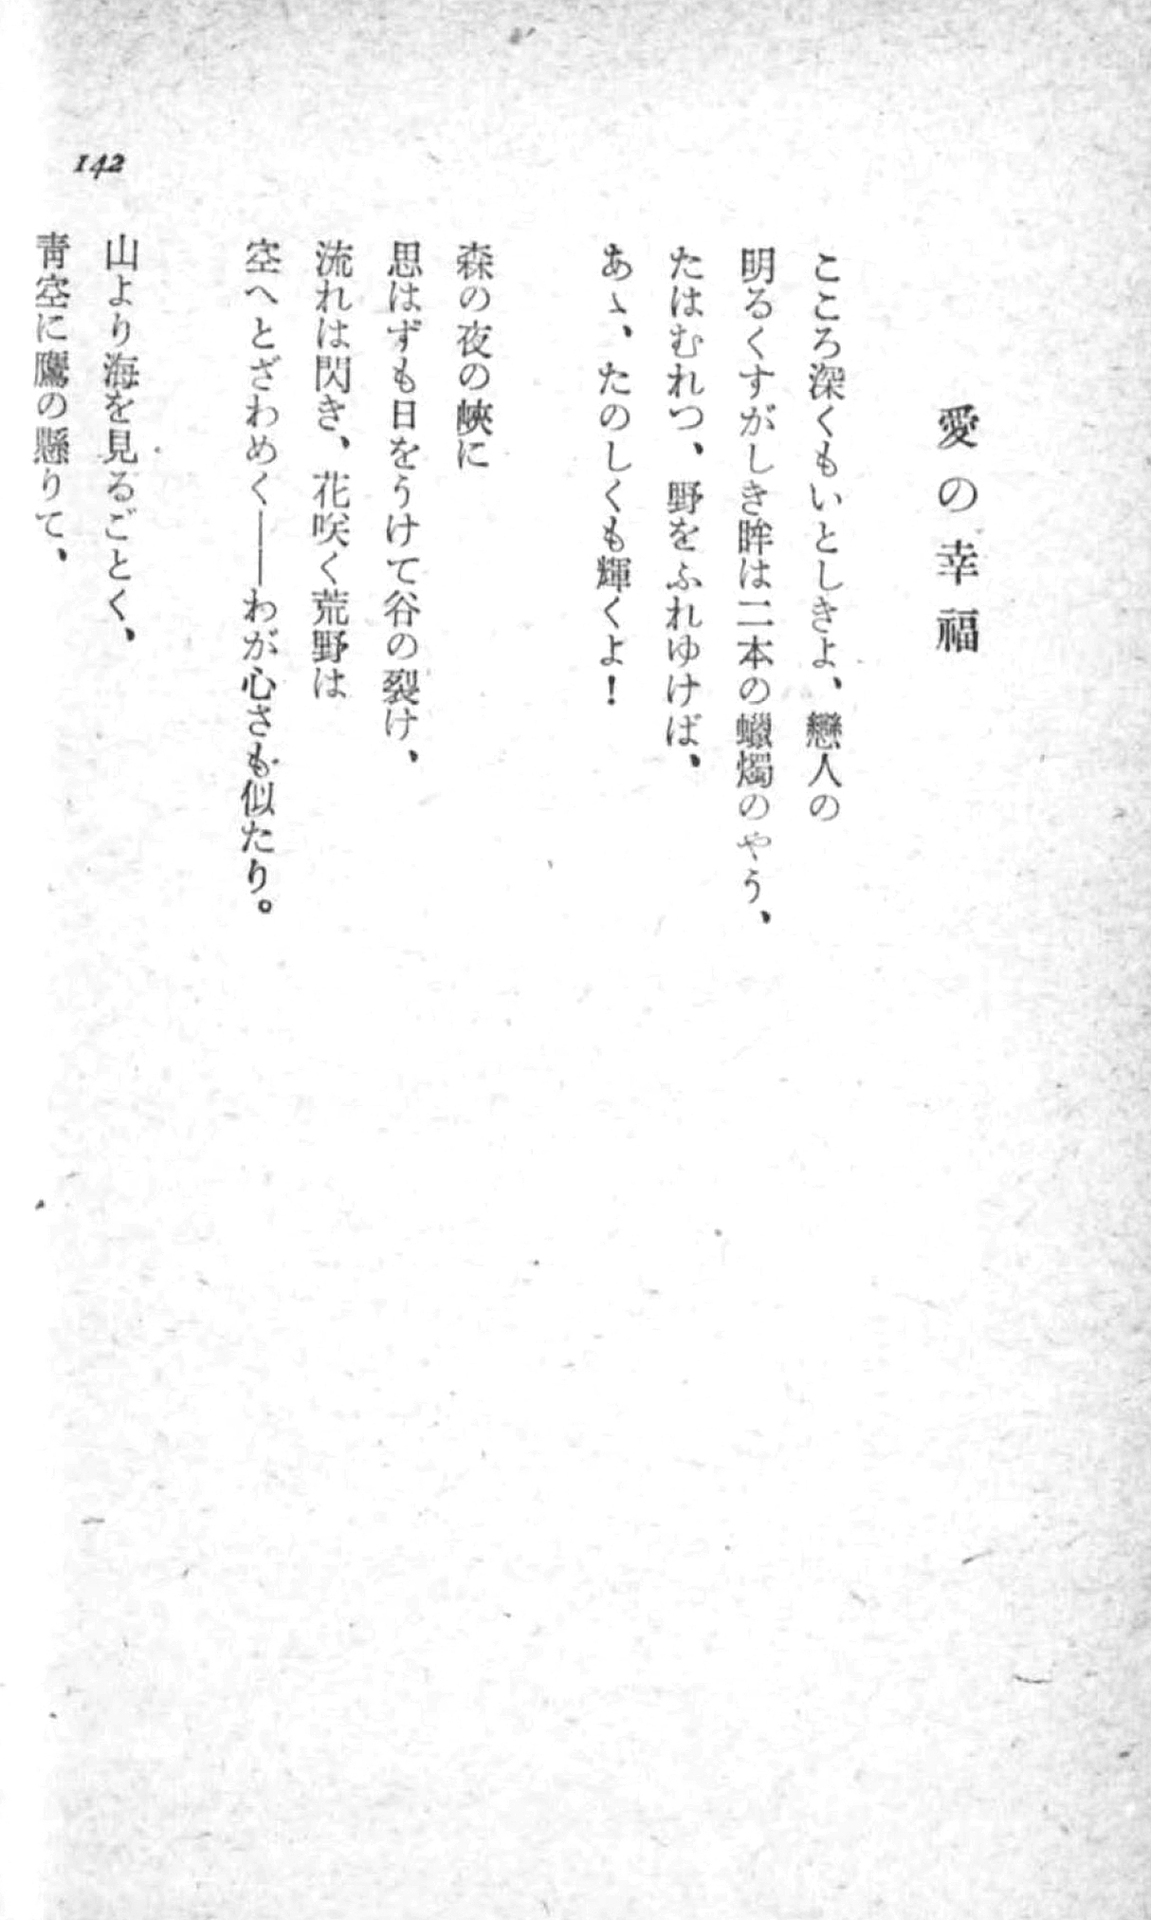 愛の幸福
こころ深くもいとしきよ、戀人の
明るくすがしき眸は二本の蠟燭のやう、
たはむれつ、野をふれゆけば、
あゝ、たのしくも輝くよ！
森の夜の峽に
思はずも日をうけて谷の裂け、
流れは閃き、花咲く荒野は
空へとざわめく――わが心さも似たり。
山より海を見るごとく、
靑空に鷹の懸りて、
142